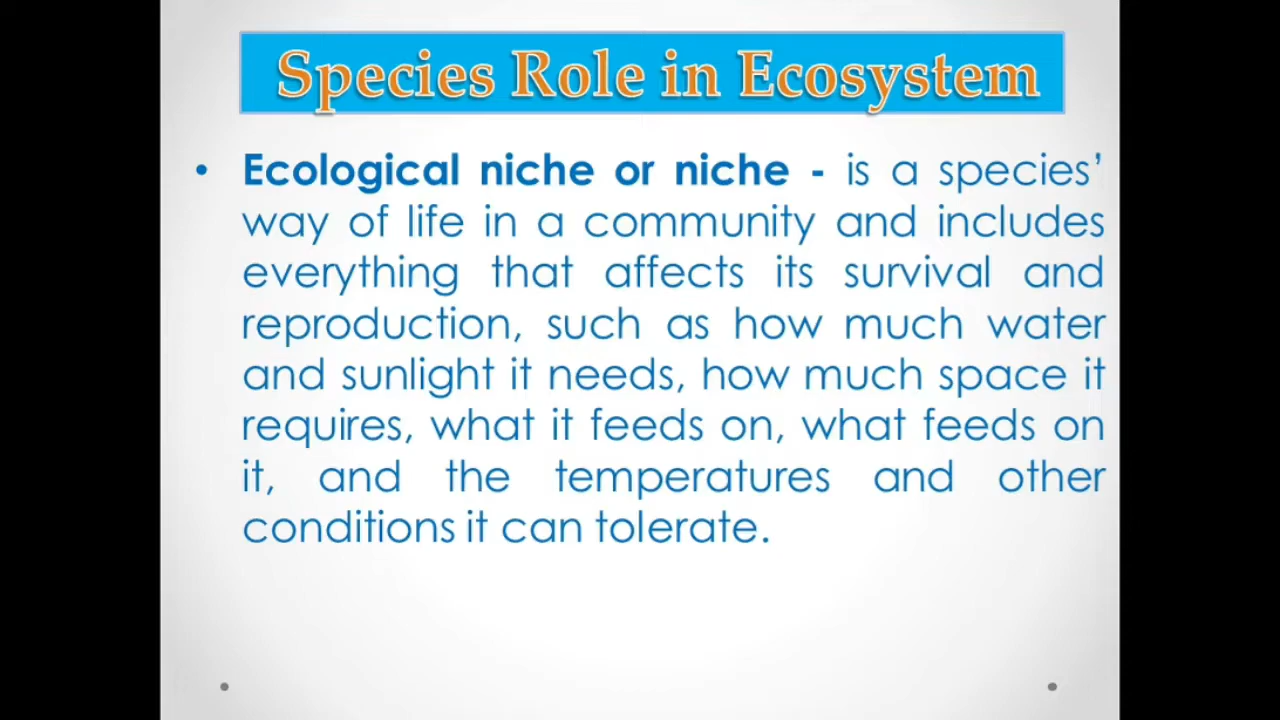 Species Role in Ecosystem
• Ecological niche or niche - is a species’
way of life in a community and includes
everything that affects its survival and
reproduction, such as how much water
and sunlight it needs, how much space it
requires, what it feeds on, what feeds on
it, and the temperatures and other
conditions it can tolerate.